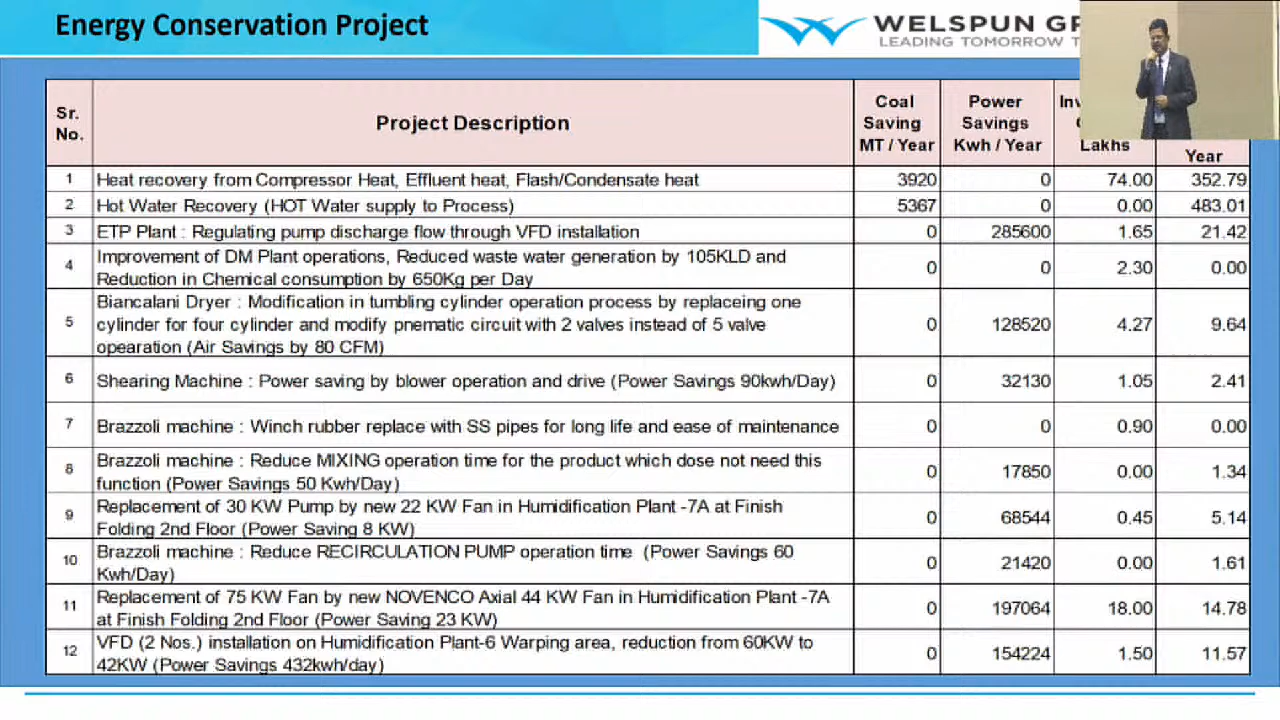 Energy Conservation Project
WELSPUN
LEADING TOMORROW
Sr. No.
Project Description
Coal Saving MT / Year
Power Savings Kwh / Year
Lakhs
Year
1 Heat recovery from Compressor Heat, Effluent heat, Flash/Condensate heat 3920 0 74.00 352.79
2 Hot Water Recovery (HOT Water supply to Process) 5367 0 0.00 483.01
3 ETP Plant : Regulating pump discharge flow through VFD installation 0 285600 1.65 21.42
4 Improvement of DM Plant operations, Reduced waste water generation by 105KLD and
Reduction in Chemical consumption by 650Kg per Day 0 0 2.30 0.00
5 Biancalani Dryer : Modification in tumbling cylinder operation process by replaceing one
cylinder for four cylinder and modify pnematic circuit with 2 valves instead of 5 valve
opearation (Air Savings by 80 CFM) 0 128520 4.27 9.64
6 Shearing Machine : Power saving by blower operation and drive (Power Savings 90kwh/Day) 0 32130 1.05 2.41
7 Brazzoli machine : Winch rubber replace with SS pipes for long life and ease of maintenance 0 0 0.90 0.00
8 Brazzoli machine : Reduce MIXING operation time for the product which dose not need this
function (Power Savings 50 Kwh/Day) 0 17850 0.00 1.34
9 Replacement of 30 KW Pump by new 22 KW Fan in Humidification Plant -7A at Finish
Folding 2nd Floor (Power Saving 8 KW) 0 68544 0.45 5.14
10 Brazzoli machine : Reduce RECIRCULATION PUMP operation time (Power Savings 60
Kwh/Day) 0 21420 0.00 1.61
11 Replacement of 75 KW Fan by new NOVENCO Axial 44 KW Fan in Humidification Plant -7A
at Finish Folding 2nd Floor (Power Saving 23 KW) 0 197064 18.00 14.78
12 VFD (2 Nos.) installation on Humidification Plant-6 Warping area, reduction from 60KW to
42KW (Power Savings 432kwh/day) 0 154224 1.50 11.57